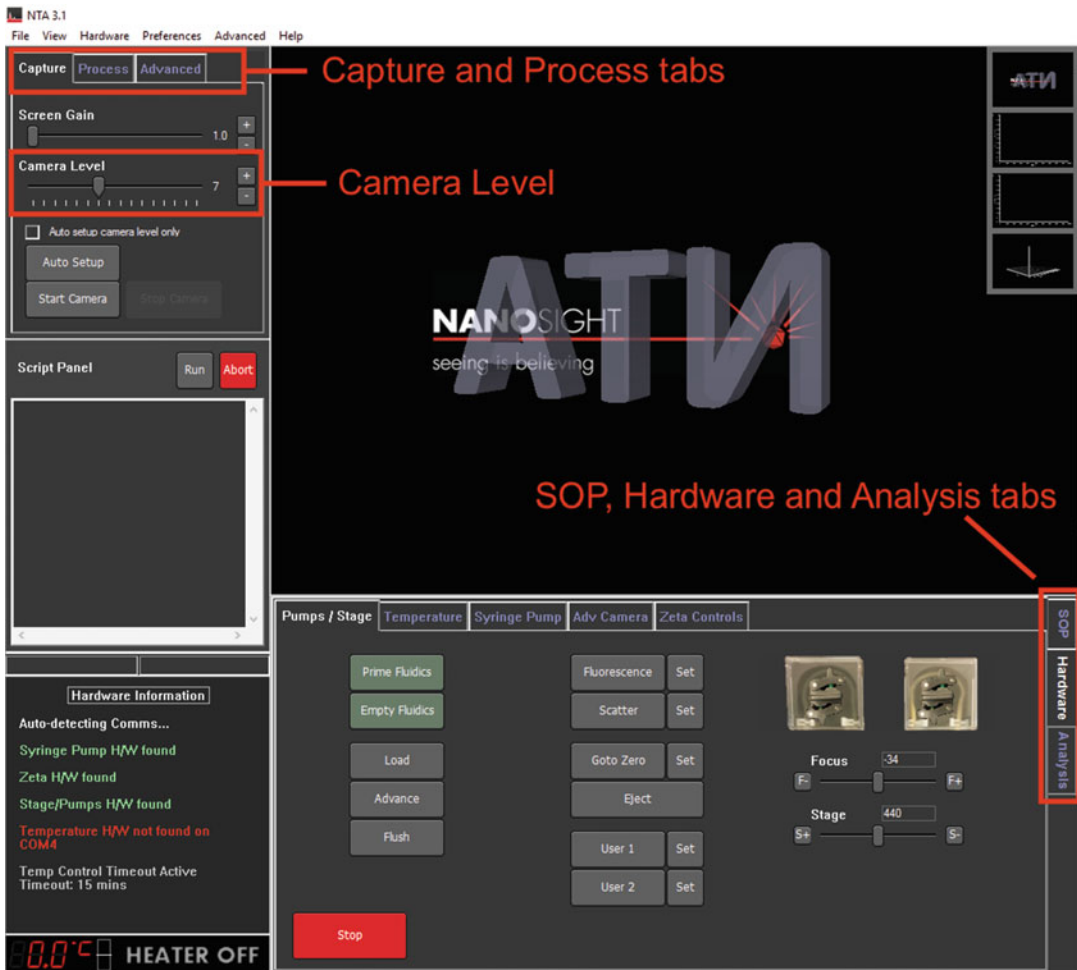 NTA 3.1
File View Hardware Preferences Advanced Help
Capture Process Advanced
Capture and Process tabs
Screen Gain
1.0
+
-
Camera Level
7
+
-
Camera Level
Auto setup camera level only
Auto Setup
Start Camera Stop Camera
Script Panel
Run Abort
ATN
NANOSIGHT
seeing is believing
ATN
SOP, Hardware and Analysis tabs
Hardware Information
Auto-detecting Comms...
Syringe Pump H/W found
Zeta H/W found
Stage/Pumps H/W found
Temperature H/W not found on
COM4
Temp Control Timeout Active
Timeout: 15 mins
0.0°C HEATER OFF
Pumps / Stage Temperature Syringe Pump Adv Camera Zeta Controls
Prime Fluidics
Empty Fluidics
Load
Advance
Flush
Stop
Fluorescence Set
Scatter Set
Goto Zero Set
Eject
User 1 Set
User 2 Set
Focus -34
F- F+
Stage 440
S+ S-
SOP
Hardware
Analysis